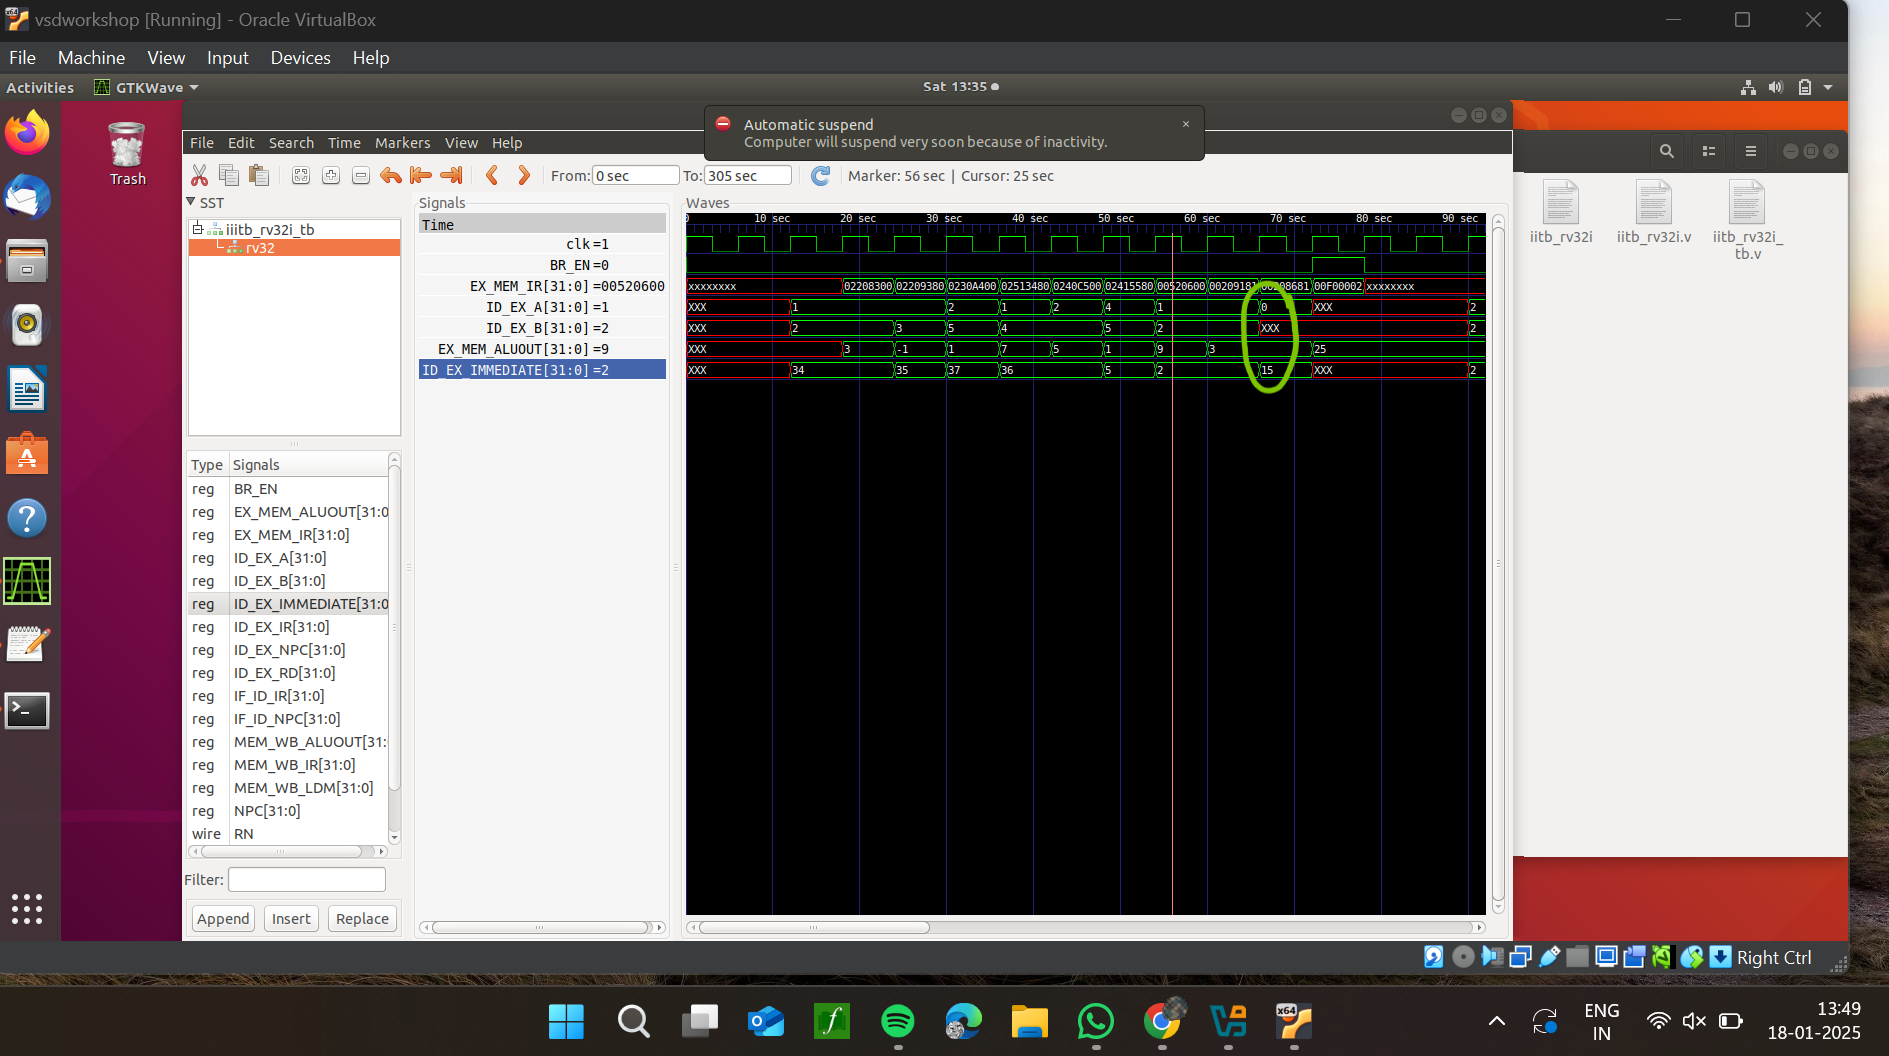 vsdworkshop [Running] - Oracle VirtualBox
File Machine View Input Devices Help
Activities GTKWave Sat 13:35
Automatic suspend
Computer will suspend very soon because of inactivity.
Trash
File Edit Search Time Markers View Help
From: 0 sec To: 305 sec Marker: 56 sec | Cursor: 25 sec
SST
iiitb_rv32i_tb
rv32
Type Signals
reg BR_EN
reg EX_MEM_ALUOUT[31:0
reg EX_MEM_IR[31:0]
reg ID_EX_A[31:0]
reg ID_EX_B[31:0]
reg ID_EX_IMMEDIATE[31:0
reg ID_EX_IR[31:0]
reg ID_EX_NPC[31:0]
reg ID_EX_RD[31:0]
reg IF_ID_IR[31:0]
reg IF_ID_NPC[31:0]
reg MEM_WB_ALUOUT[31:
reg MEM_WB_IR[31:0]
reg MEM_WB_LDM[31:0]
reg NPC[31:0]
wire RN
Filter:
Append Insert Replace
Signals
Time
clk=1
BR_EN=0
EX_MEM_IR[31:0]=00520600
ID_EX_A[31:0]=1
ID_EX_B[31:0]=2
EX_MEM_ALUOUT[31:0]=9
ID_EX_IMMEDIATE[31:0]=2
Waves
0 10 sec 20 sec 30 sec 40 sec 50 sec 60 sec 70 sec 80 sec 90 sec
xxxxxxxx 02208300 02209380 0230A400 02513480 0240C500 02415580 00520600 00209181 00208681 00F00002 xxxxxxxx
XXX 1 2 1 2 4 1 0 XXX 2
XXX 2 3 5 4 5 2 XXX 2
XXX 3 -1 1 7 5 1 9 3 25
XXX 34 35 37 36 5 2 15 XXX 2
iiitb_rv32i iiitb_rv32i.v iiitb_rv32i_
tb.v
Right Ctrl
ENG
IN
13:49
18-01-2025